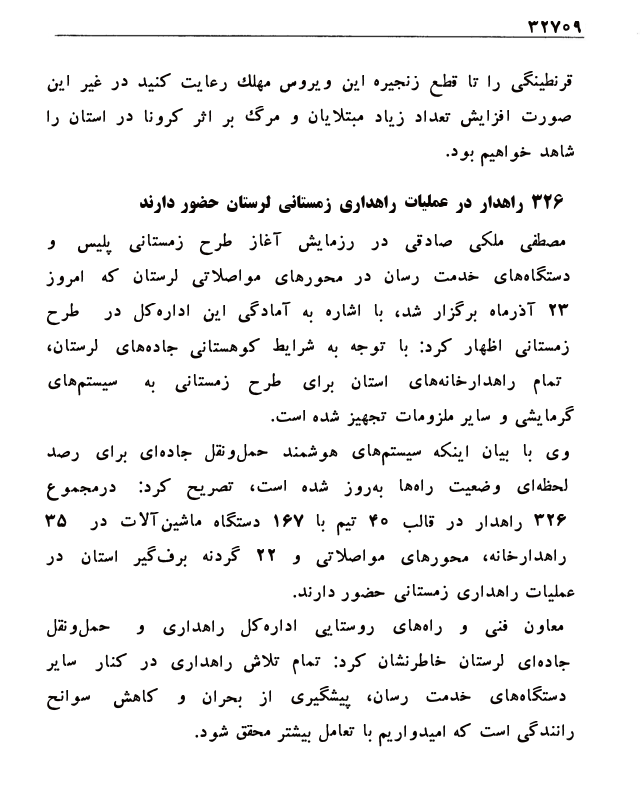 ۳۲۷۰۹
قرنطینگی را تا قطع زنجیره این ویروس مهلك رعایت کنید در غیر این
صورت افزایش تعداد زیاد مبتلایان و مرگ بر اثر کرونا در استان را
شاهد خواهیم بود.
۳۲۶ راهدار در عملیات راهداری زمستانی لرستان حضور دارند
مصطفی ملکی صادقی در رزمایش آغاز طرح زمستانی پلیس و
دستگاه‌های خدمت رسان در محورهای مواصلاتی لرستان که امروز
۲۳ آذرماه برگزار شد، با اشاره به آمادگی این اداره‌کل در طرح
زمستانی اظهار کرد: با توجه به شرایط کوهستانی جاده‌های لرستان،
تمام راهدارخانه‌های استان برای طرح زمستانی به سیستم‌های
گرمایشی و سایر ملزومات تجهیز شده است.
وی با بیان اینکه سیستم‌های هوشمند حمل‌ونقل جاده‌ای برای رصد
لحظه‌ای وضعیت راه‌ها به‌روز شده است، تصریح کرد: درمجموع
۳۲۶ راهدار در قالب ۴۰ تیم با ۱۶۷ دستگاه ماشین‌آلات در ۳۵
راهدارخانه، محورهای مواصلاتی و ۲۲ گردنه برف‌گیر استان در
عملیات راهداری زمستانی حضور دارند.
معاون فنی و راه‌های روستایی اداره‌کل راهداری و حمل‌ونقل
جاده‌ای لرستان خاطرنشان کرد: تمام تلاش راهداری در کنار سایر
دستگاه‌های خدمت رسان، پیشگیری از بحران و کاهش سوانح
رانندگی است که امیدواریم با تعامل بیشتر محقق شود.